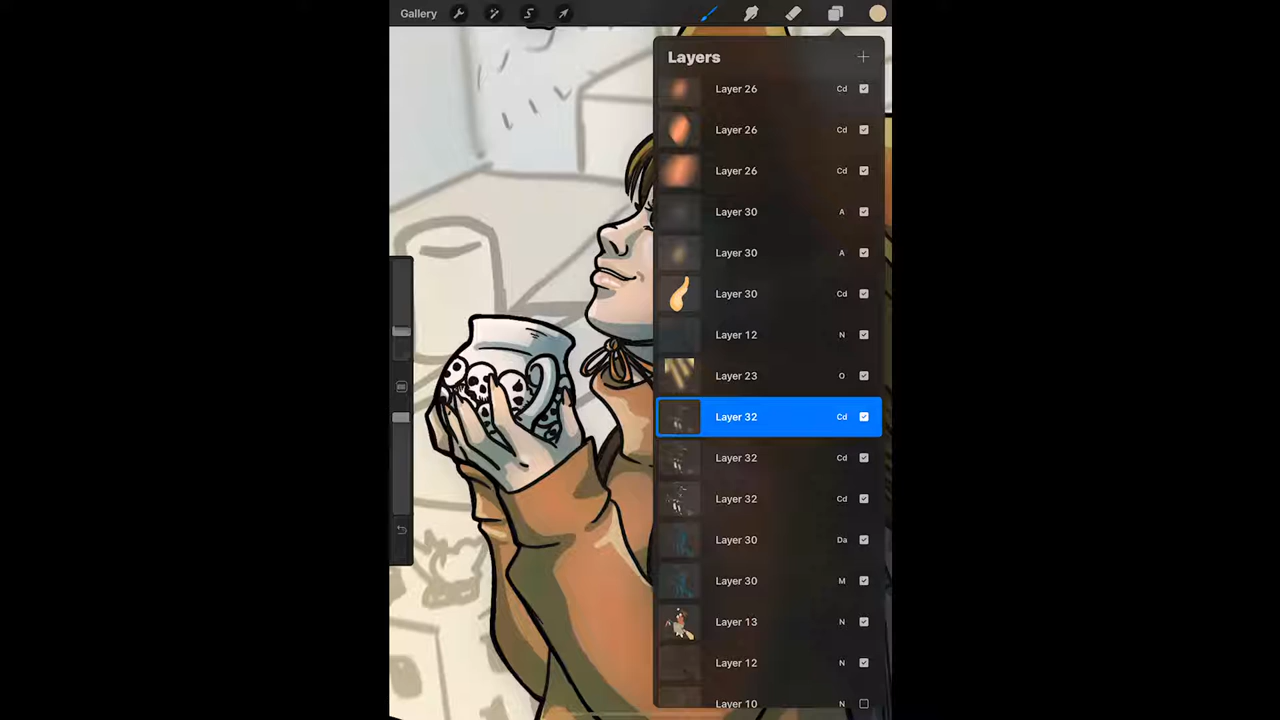 Gallery
Layers
Layer 26 Cd
Layer 26 Cd
Layer 26 Cd
Layer 30 A
Layer 30 A
Layer 30 Cd
Layer 12 N
Layer 23 O
Layer 32 Cd
Layer 32 Cd
Layer 32 Cd
Layer 30 Da
Layer 30 M
Layer 13 N
Layer 12 N
Layer 10 N